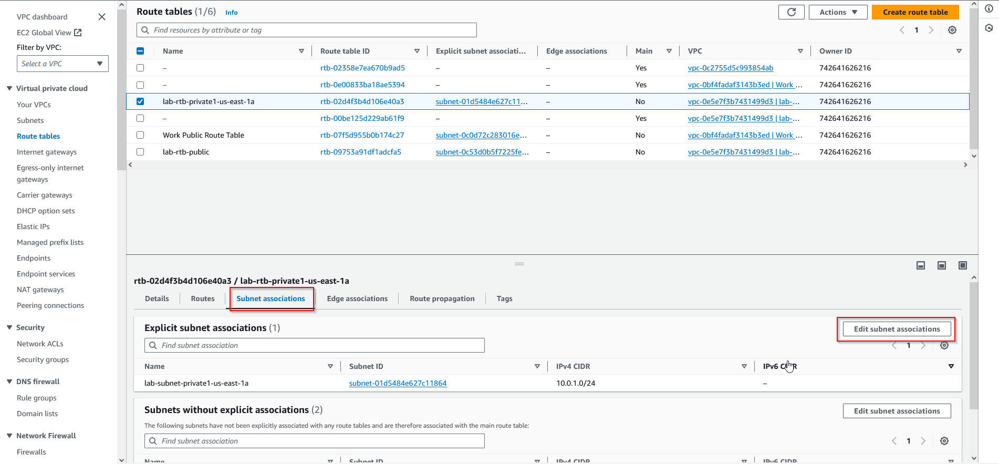 VPC dashboard
EC2 Global View
Filter by VPC:
Select a VPC
Virtual private cloud
Your VPCs
Subnets
Route tables
Internet gateways
Egress-only internet
gateways
Carrier gateways
DHCP option sets
Elastic IPs
Managed prefix lists
Endpoints
Endpoint services
NAT gateways
Peering connections
Security
Network ACLs
Security groups
DNS firewall
Rule groups
Domain lists
Network Firewall
Firewalls
Route tables (1/6) Info
Actions
Create route table
Find resources by attribute or tag
1
Name Route table ID Explicit subnet associati... Edge associations Main VPC Owner ID
– rtb-02358e7ea670b9ad5 – – Yes vpc-0c2755d5c993854ab 742641626216
– rtb-0e00833ba18ae5394 – – Yes vpc-0bf4fadaf3143b3ed | Work ... 742641626216
lab-rtb-private1-us-east-1a rtb-02d4f3b4d106e40a3 subnet-01d5484e627c11... – No vpc-0e5e7f3b7431499d3 | lab-... 742641626216
– rtb-00be125d229ab61f9 – – Yes vpc-0e5e7f3b7431499d3 | lab-... 742641626216
Work Public Route Table rtb-07f5d955b0b174c27 subnet-0c0d72c283016e... – No vpc-0bf4fadaf3143b3ed | Work ... 742641626216
lab-rtb-public rtb-09753a91df1adcfa5 subnet-0c53d0b5f7225fe... – No vpc-0e5e7f3b7431499d3 | lab-... 742641626216
rtb-02d4f3b4d106e40a3 / lab-rtb-private1-us-east-1a
Details Routes Subnet associations Edge associations Route propagation Tags
Explicit subnet associations (1)
Edit subnet associations
Find subnet association
1
Name Subnet ID IPv4 CIDR IPv6 CIDR
lab-subnet-private1-us-east-1a subnet-01d5484e627c11864 10.0.1.0/24 –
Subnets without explicit associations (2)
Edit subnet associations
The following subnets have not been explicitly associated with any route tables and are therefore associated with the main route table:
Find subnet association
1
Name Subnet ID IPv4 CIDR IPv6 CIDR